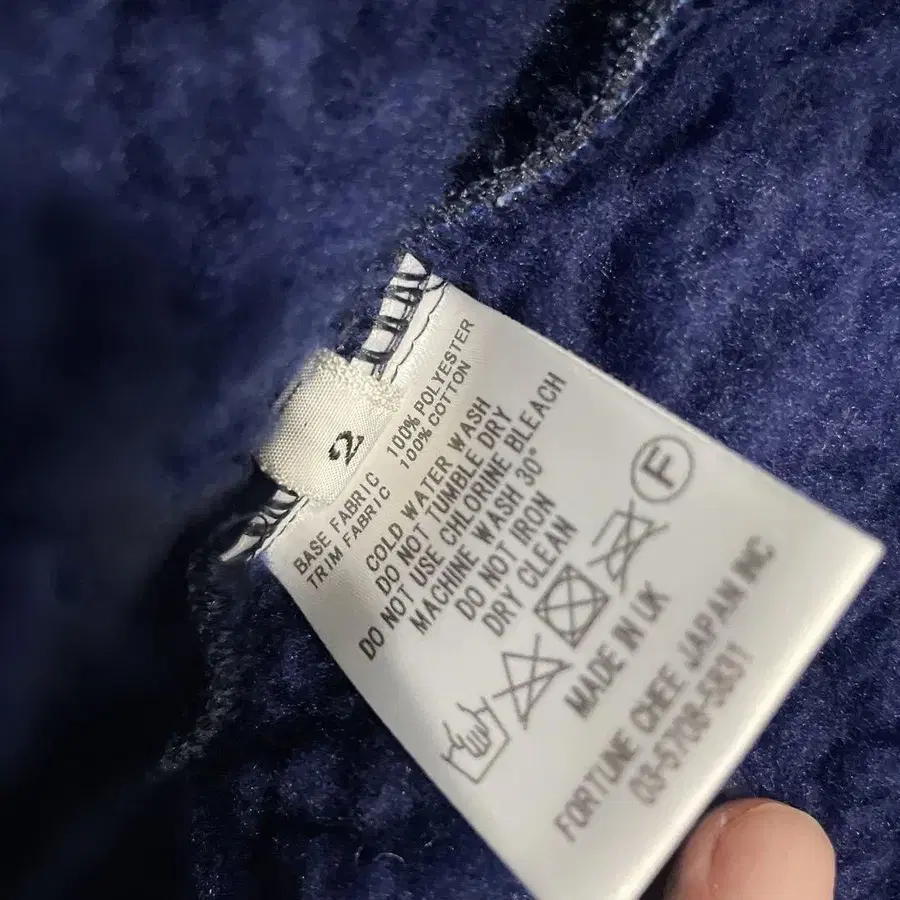 2
BASE FABRIC 100% POLYESTER
TRIM FABRIC 100% COTTON
COLD WATER WASH
DO NOT TUMBLE DRY
DO NOT USE CHLORINE BLEACH
MACHINE WASH 30°
DO NOT IRON
DRY CLEAN
F
MADE IN UK
FORTUNE CHEE JAPAN INC
03-5708-5831